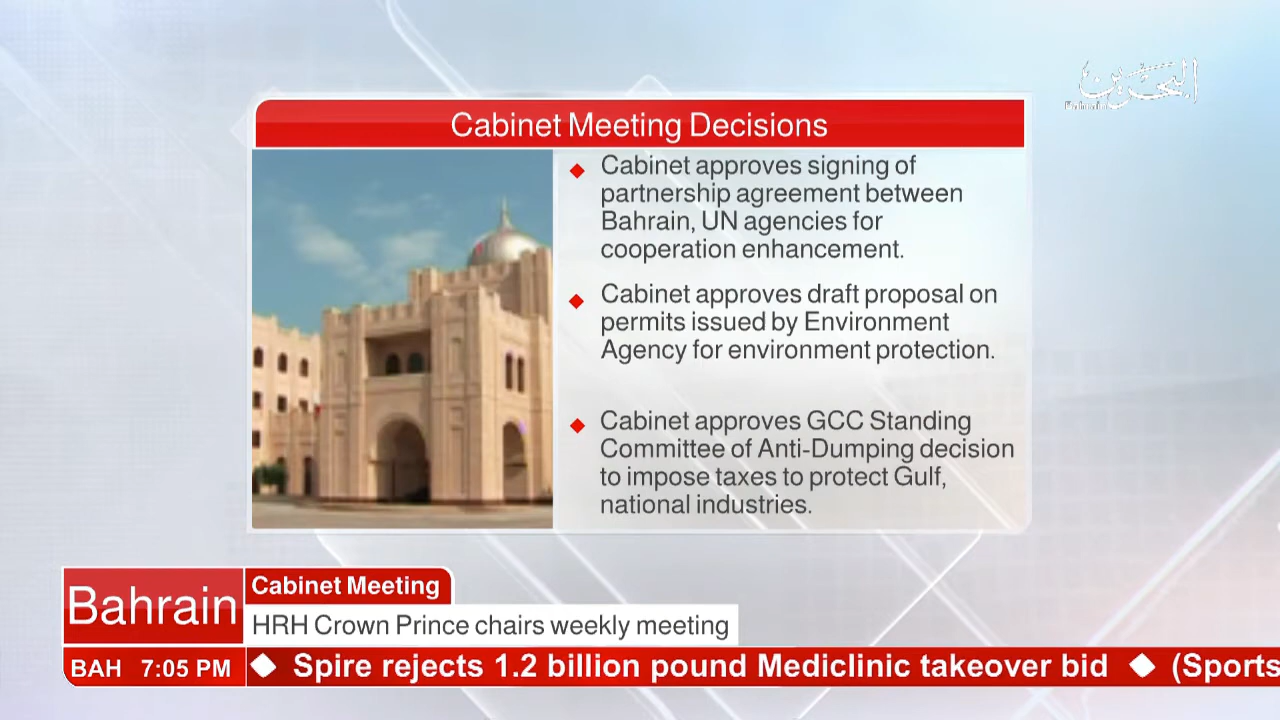 البحرين
Bahrain
Cabinet Meeting Decisions
Cabinet approves signing of
partnership agreement between
Bahrain, UN agencies for
cooperation enhancement.
Cabinet approves draft proposal on
permits issued by Environment
Agency for environment protection.
Cabinet approves GCC Standing
Committee of Anti-Dumping decision
to impose taxes to protect Gulf,
national industries.
Bahrain
Cabinet Meeting
HRH Crown Prince chairs weekly meeting
BAH 7:05 PM ◆ Spire rejects 1.2 billion pound Mediclinic takeover bid ◆ (Sports